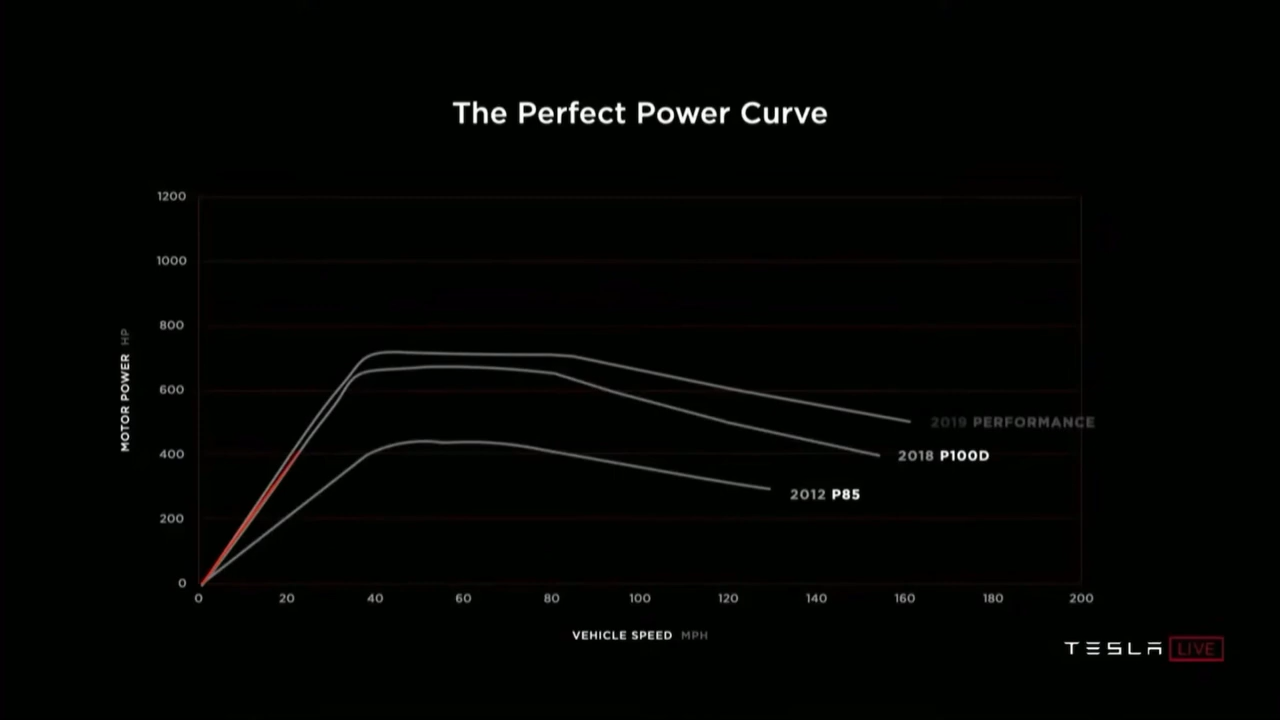 The Perfect Power Curve
1200
1000
800
600
400
200
0
MOTOR POWER HP
2019 PERFORMANCE
2018 P100D
2012 P85
0 20 40 60 80 100 120 140 160 180 200
VEHICLE SPEED MPH
TESLA LIVE